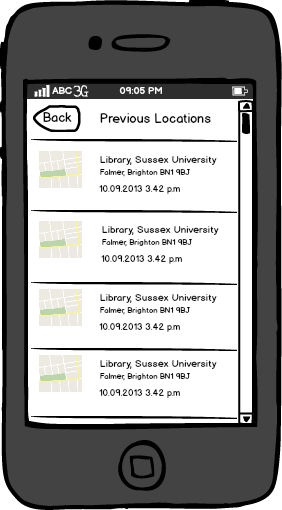 ABC 3G 09:05 PM
Back Previous Locations
Library, Sussex University
Falmer, Brighton BN1 9BJ
10.09.2013 3.42 pm
Library, Sussex University
Falmer, Brighton BN1 9BJ
10.09.2013 3.42 pm
Library, Sussex University
Falmer, Brighton BN1 9BJ
10.09.2013 3.42 pm
Library, Sussex University
Falmer, Brighton BN1 9BJ
10.09.2013 3.42 pm